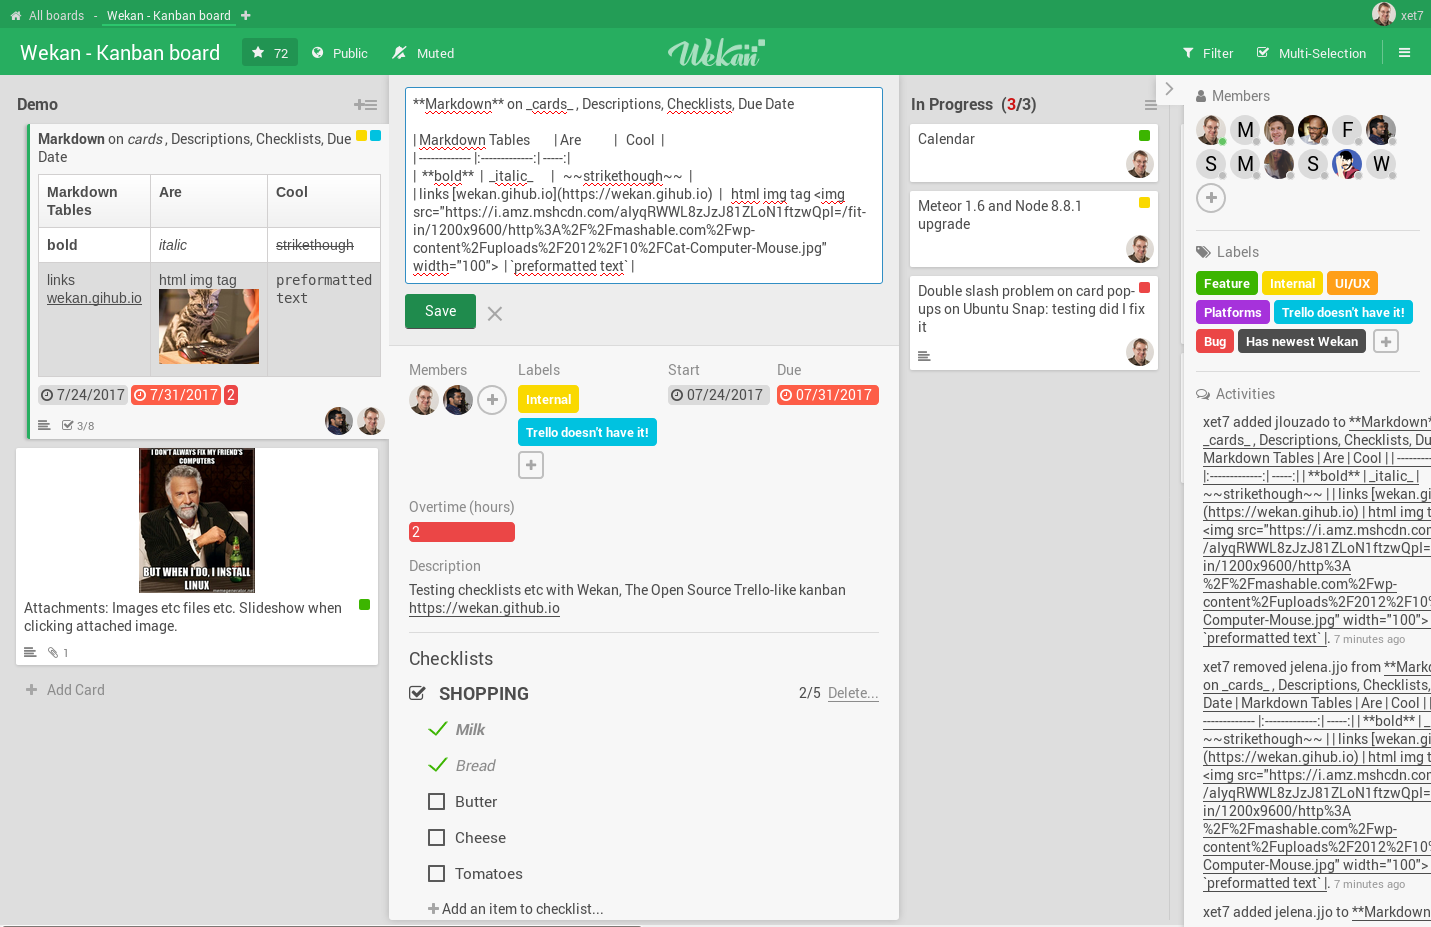 All boards - Wekan - Kanban board
xet7
Wekan - Kanban board
72
Public
Muted
Wekan
Filter
Multi-Selection
Demo
Markdown on cards , Descriptions, Checklists, Due
Date
Markdown
Tables
Are
Cool
bold
italic
strikethough
links
wekan.gihub.io
html img tag
preformatted
text
7/24/2017
7/31/2017
2
3/8
I DON'T ALWAYS FIX MY FRIEND'S
COMPUTERS
BUT WHEN I DO, I INSTALL
LINUX
memegenerator.net
Attachments: Images etc files etc. Slideshow when
clicking attached image.
1
Add Card
**Markdown** on _cards_ , Descriptions, Checklists, Due Date
| Markdown Tables | Are | Cool |
| ------------- |:-------------:| -----:|
| **bold** | _italic_ | ~~strikethough~~ |
| links [wekan.gihub.io](https://wekan.gihub.io) | html img tag <img
src="https://i.amz.mshcdn.com/alyqRWWL8zJzJ81ZLoN1ftzwQpI=/fit-
in/1200x9600/http%3A%2F%2Fmashable.com%2Fwp-
content%2Fuploads%2F2012%2F10%2FCat-Computer-Mouse.jpg"
width="100"> | `preformatted text` |
Save
Members
Labels
Start
Due
Internal
Trello doesn't have it!
07/24/2017
07/31/2017
Overtime (hours)
2
Description
Testing checklists etc with Wekan, The Open Source Trello-like kanban
https://wekan.github.io
Checklists
SHOPPING
2/5 Delete...
Milk
Bread
Butter
Cheese
Tomatoes
Add an item to checklist...
In Progress (3/3)
Calendar
Meteor 1.6 and Node 8.8.1
upgrade
Double slash problem on card pop-
ups on Ubuntu Snap: testing did I fix
it
Members
M
F
S
M
S
W
Labels
Feature
Internal
UI/UX
Platforms
Trello doesn't have it!
Bug
Has newest Wekan
Activities
xet7 added jlouzado to **Markdown*
_cards_ , Descriptions, Checklists, Du
Markdown Tables | Are | Cool | | ---------
|:-------------:| -----:| | **bold** | _italic_ |
~~strikethough~~ | | links [wekan.gi
(https://wekan.gihub.io) | html img t
<img src="https://i.amz.mshcdn.con
/alyqRWWL8zJzJ81ZLoN1ftzwQpI=
in/1200x9600/http%3A
%2F%2Fmashable.com%2Fwp-
content%2Fuploads%2F2012%2F10%
Computer-Mouse.jpg" width="100">
`preformatted text` |. 7 minutes ago
xet7 removed jelena.jjo from **Mark
on _cards_ , Descriptions, Checklists,
Date | Markdown Tables | Are | Cool | |
------------- |:-------------:| -----:| | **bold** | _
~~strikethough~~ | | links [wekan.gi
(https://wekan.gihub.io) | html img t
<img src="https://i.amz.mshcdn.con
/alyqRWWL8zJzJ81ZLoN1ftzwQpI=
in/1200x9600/http%3A
%2F%2Fmashable.com%2Fwp-
content%2Fuploads%2F2012%2F10%
Computer-Mouse.jpg" width="100">
`preformatted text` |. 7 minutes ago
xet7 added jelena.jjo to **Markdown